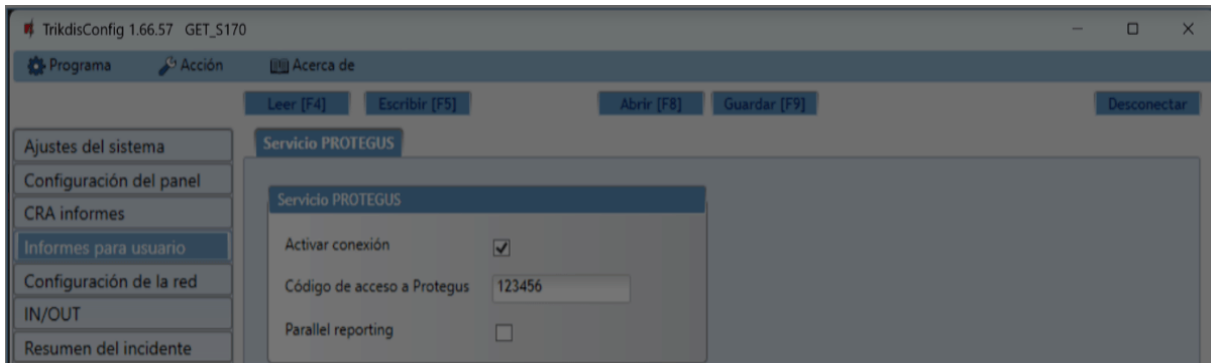 TrikdisConfig 1.66.57 GET_S170
Programa Acción Acerca de
Leer [F4] Escribir [F5] Abrir [F8] Guardar [F9] Desconectar
Ajustes del sistema
Configuración del panel
CRA informes
Informes para usuario
Configuración de la red
IN/OUT
Resumen del incidente
Servicio PROTEGUS
Servicio PROTEGUS
Activar conexión
Código de acceso a Protegus 123456
Parallel reporting